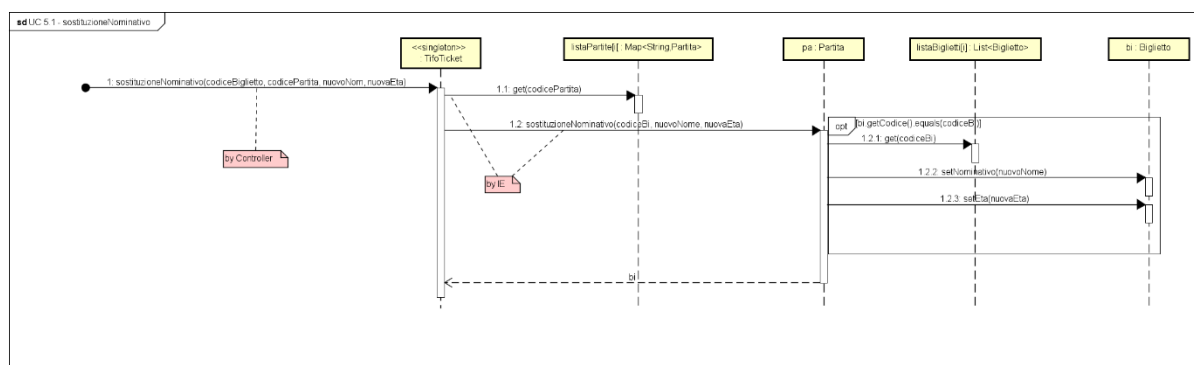 sd UC 5.1 - sostituzioneNominativo
<<singleton>>
: TifoTicket
listaPartite[i] : Map<String,Partita>
pa : Partita
listaBiglietti[i] : List<Biglietto>
bi : Biglietto
1: sostituzioneNominativo(codiceBiglietto, codicePartita, nuovoNom, nuovaEta)
1.1: get(codicePartita)
1.2: sostituzioneNominativo(codiceBi, nuovoNome, nuovaEta)
opt
[bi.getCodice().equals(codiceBi)]
1.2.1: get(codiceBi)
by Controller
by IE
1.2.2: setNominativo(nuovoNome)
1.2.3: setEta(nuovaEta)
bi